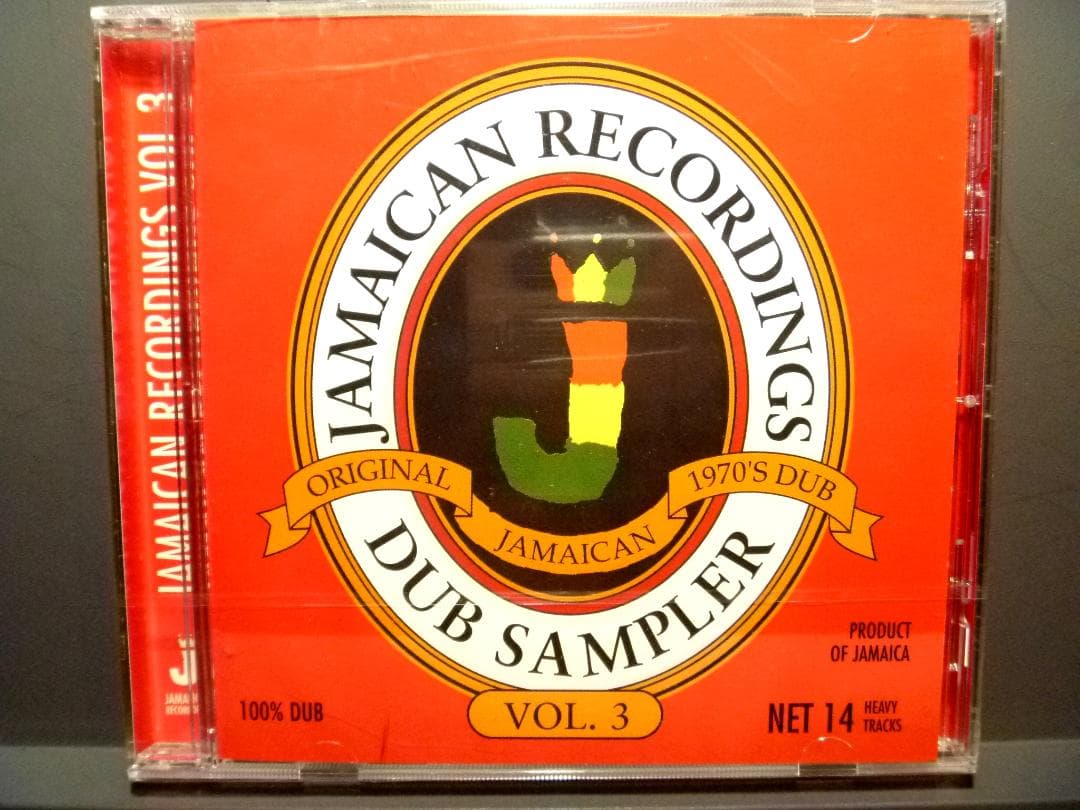 JAMAICAN RECORDINGS VOL 3
JAMAICAN RECORDINGS
J
ORIGINAL
JAMAICAN
1970'S DUB
DUB SAMPLER
PRODUCT
OF JAMAICA
100% DUB
VOL. 3
NET 14 HEAVY
TRACKS